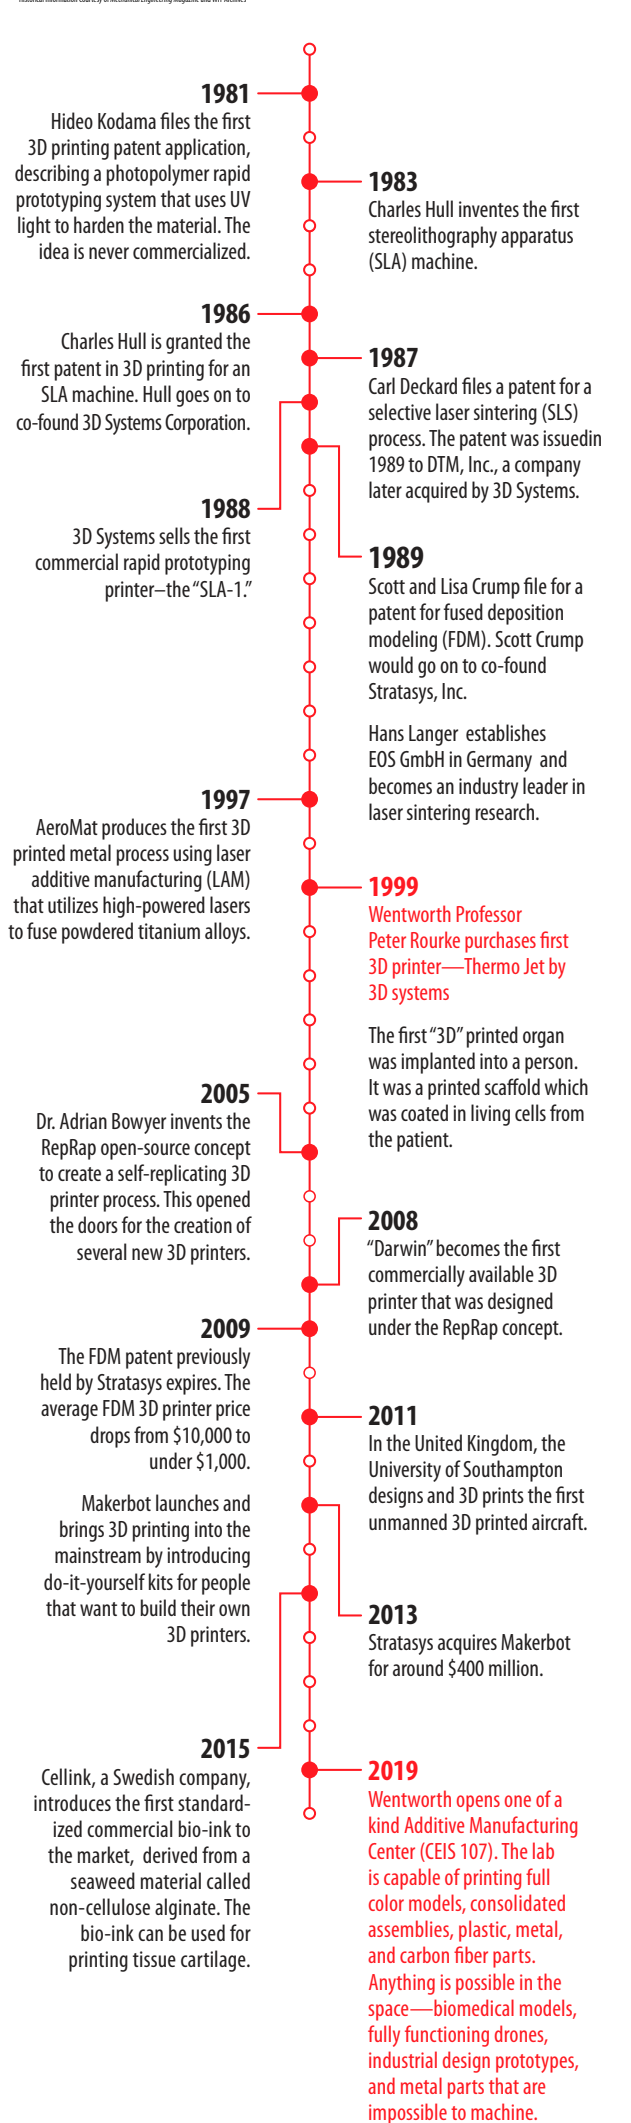 Historical Information Courtesy of Mechanical Engineering Magazine and WIT Archives
1981
Hideo Kodama files the first
3D printing patent application,
describing a photopolymer rapid
prototyping system that uses UV
light to harden the material. The
idea is never commercialized.
1983
Charles Hull inventes the first
stereolithography apparatus
(SLA) machine.
1986
Charles Hull is granted the
first patent in 3D printing for an
SLA machine. Hull goes on to
co-found 3D Systems Corporation.
1987
Carl Deckard files a patent for a
selective laser sintering (SLS)
process. The patent was issuedin
1989 to DTM, Inc., a company
later acquired by 3D Systems.
1988
3D Systems sells the first
commercial rapid prototyping
printer–the “SLA-1.”
1989
Scott and Lisa Crump file for a
patent for fused deposition
modeling (FDM). Scott Crump
would go on to co-found
Stratasys, Inc.
Hans Langer establishes
EOS GmbH in Germany and
becomes an industry leader in
laser sintering research.
1997
AeroMat produces the first 3D
printed metal process using laser
additive manufacturing (LAM)
that utilizes high-powered lasers
to fuse powdered titanium alloys.
1999
Wentworth Professor
Peter Rourke purchases first
3D printer—Thermo Jet by
3D systems
The first “3D” printed organ
was implanted into a person.
It was a printed scaffold which
was coated in living cells from
the patient.
2005
Dr. Adrian Bowyer invents the
RepRap open-source concept
to create a self-replicating 3D
printer process. This opened
the doors for the creation of
several new 3D printers.
2008
“Darwin” becomes the first
commercially available 3D
printer that was designed
under the RepRap concept.
2009
The FDM patent previously
held by Stratasys expires. The
average FDM 3D printer price
drops from $10,000 to
under $1,000.
Makerbot launches and
brings 3D printing into the
mainstream by introducing
do-it-yourself kits for people
that want to build their own
3D printers.
2011
In the United Kingdom, the
University of Southampton
designs and 3D prints the first
unmanned 3D printed aircraft.
2013
Stratasys acquires Makerbot
for around $400 million.
2015
Cellink, a Swedish company,
introduces the first standard-
ized commercial bio-ink to
the market, derived from a
seaweed material called
non-cellulose alginate. The
bio-ink can be used for
printing tissue cartilage.
2019
Wentworth opens one of a
kind Additive Manufacturing
Center (CEIS 107). The lab
is capable of printing full
color models, consolidated
assemblies, plastic, metal,
and carbon fiber parts.
Anything is possible in the
space—biomedical models,
fully functioning drones,
industrial design prototypes,
and metal parts that are
impossible to machine.